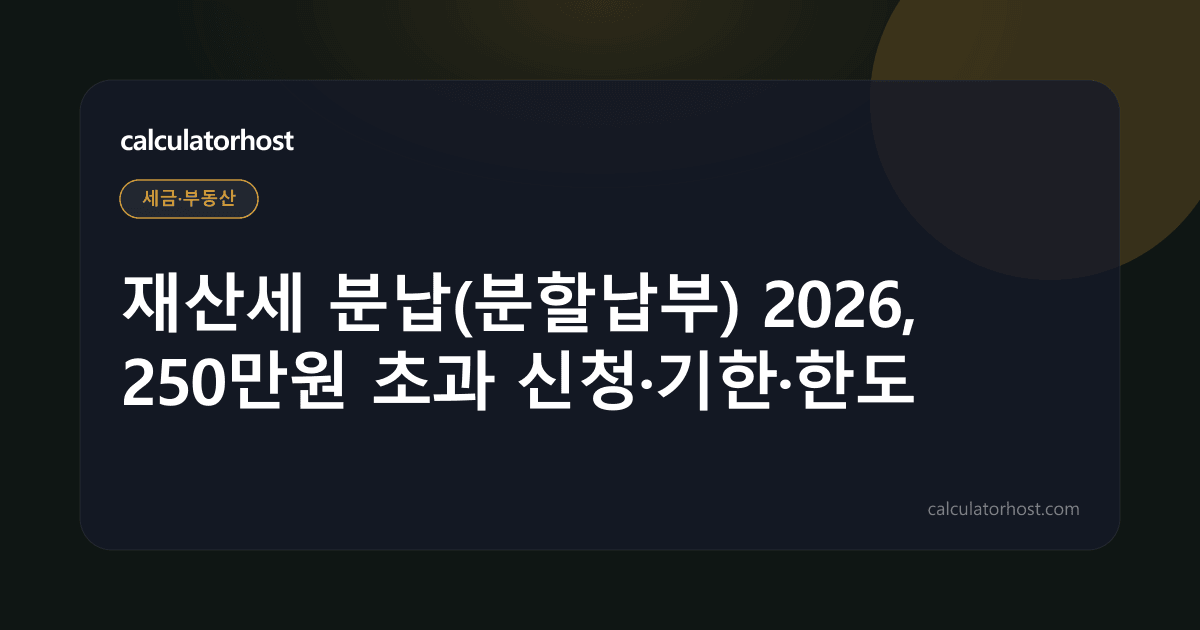 calculatorhost
세금·부동산
재산세 분납(분할납부) 2026,
250만원 초과 신청·기한·한도
calculatorhost.com